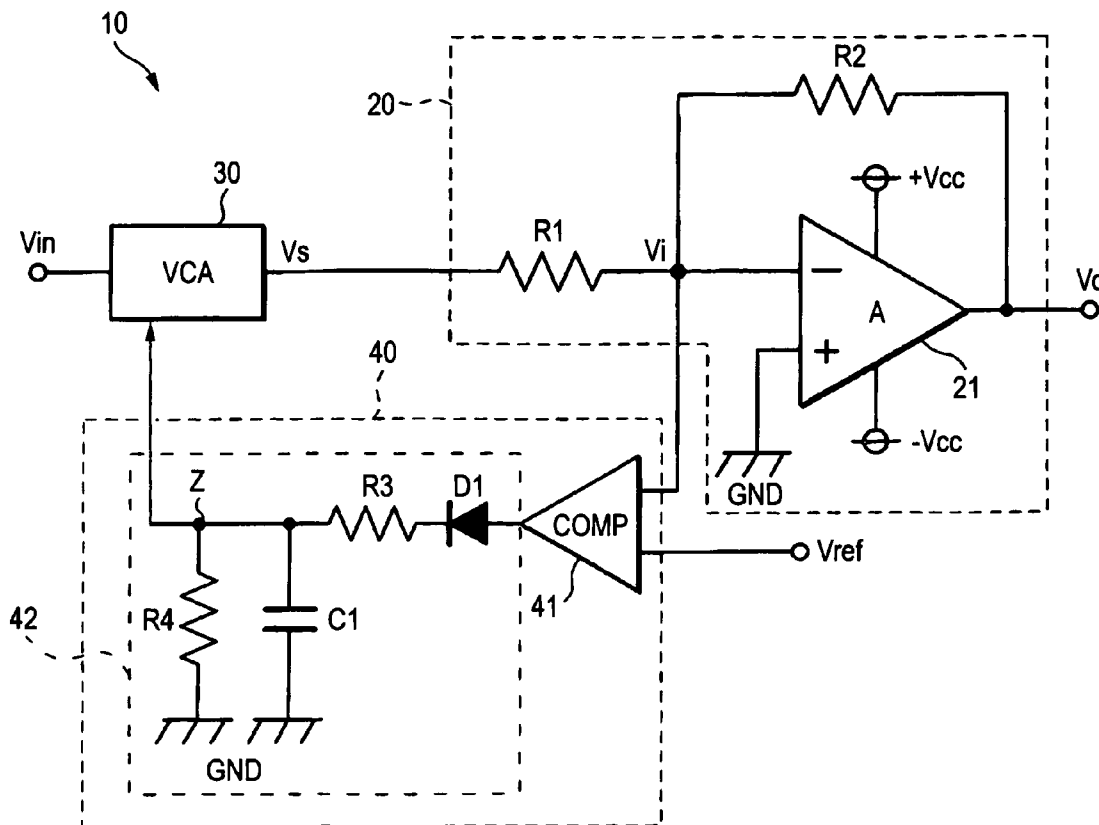 10
20
R2
+Vcc
30
Vin
VCA
Vs
R1
Vi
−
A
+
21
-Vcc
GND
40
Z
R3
D1
COMP
41
Vref
42
R4
C1
GND